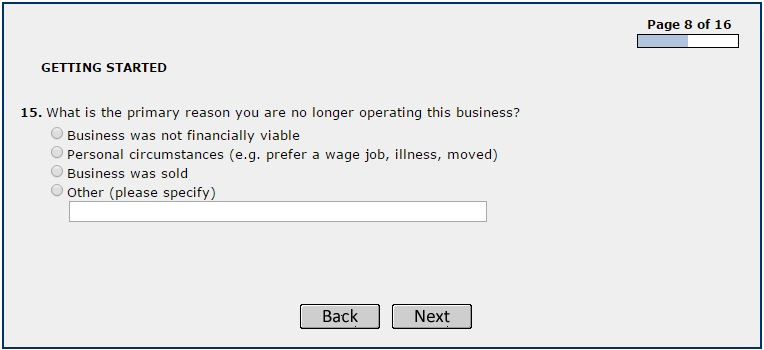 Page 8 of 16
GETTING STARTED
15. What is the primary reason you are no longer operating this business?
Business was not financially viable
Personal circumstances (e.g. prefer a wage job, illness, moved)
Business was sold
Other (please specify)
Back
Next